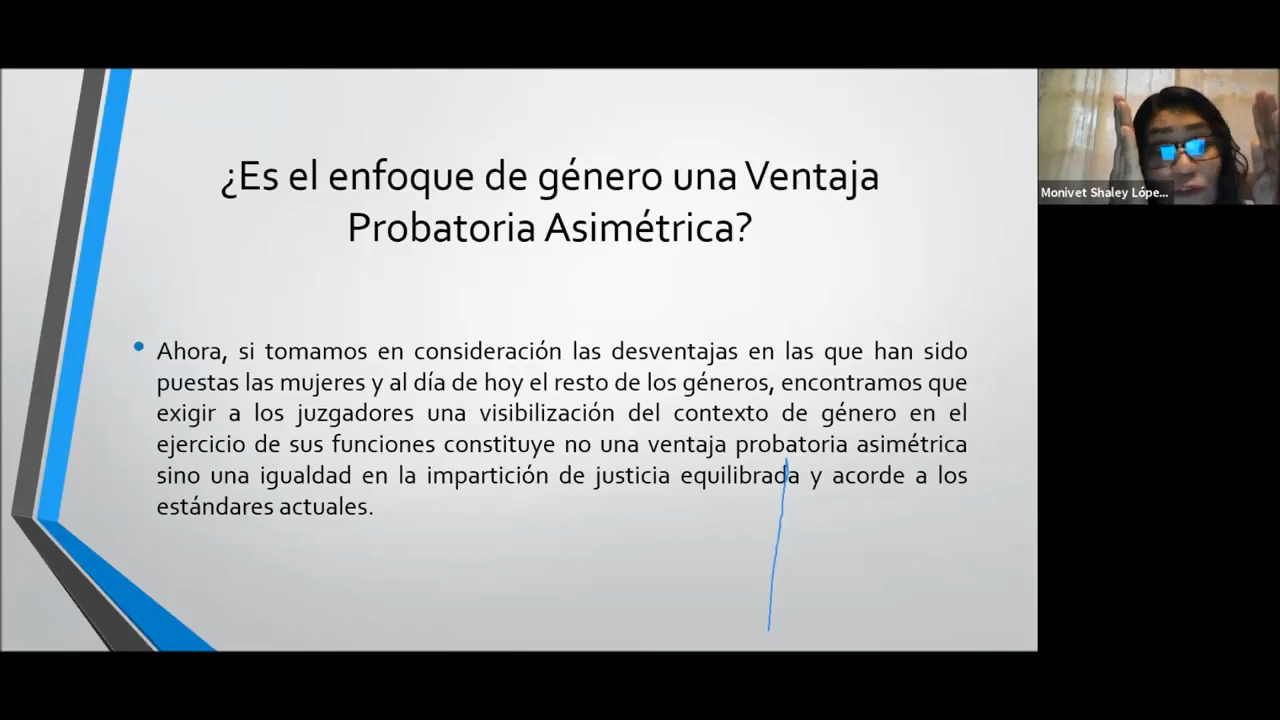 ¿Es el enfoque de género una Ventaja
Probatoria Asimétrica?
Ahora, si tomamos en consideración las desventajas en las que han sido
puestas las mujeres y al día de hoy el resto de los géneros, encontramos que
exigir a los juzgadores una visibilización del contexto de género en el
ejercicio de sus funciones constituye no una ventaja probatoria asimétrica
sino una igualdad en la impartición de justicia equilibrada y acorde a los
estándares actuales.
Monivet Shaley Lópe...